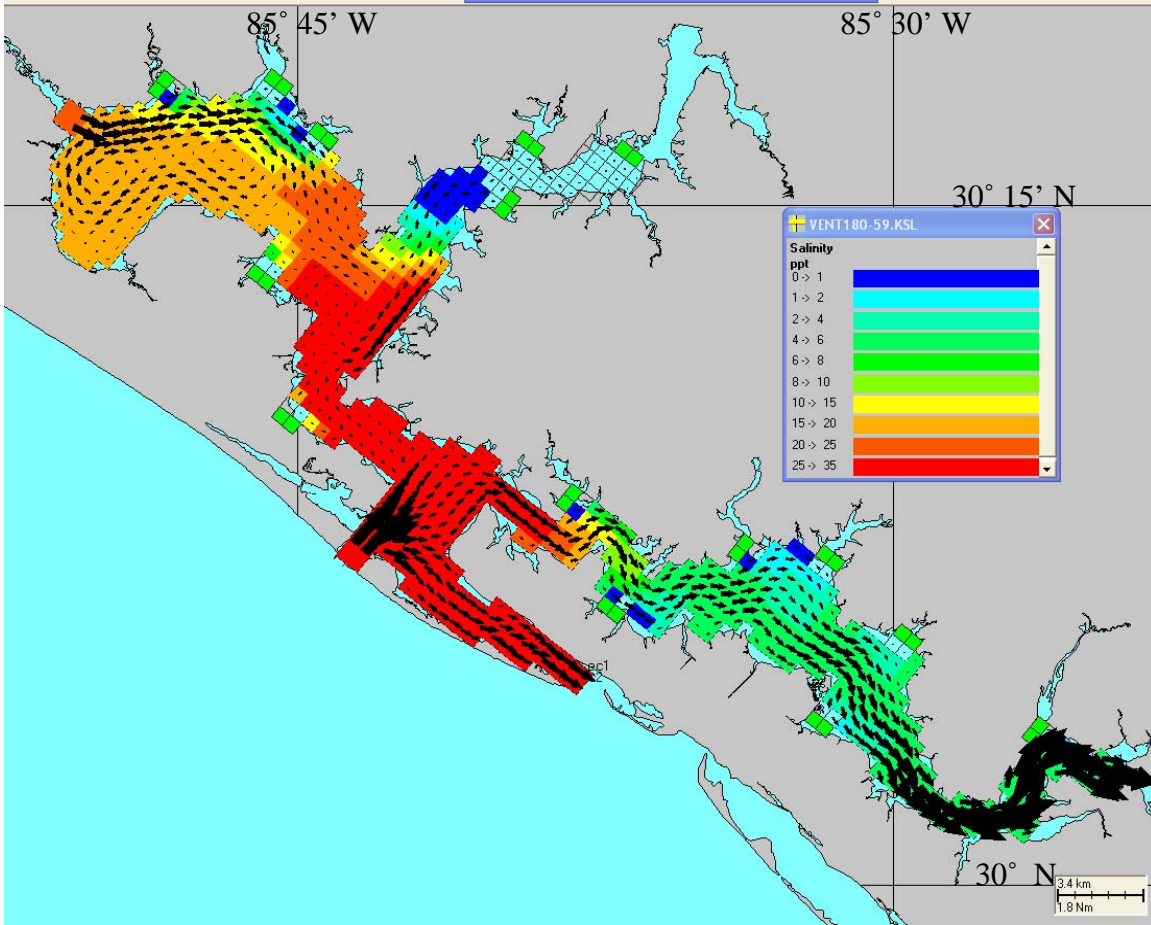 85° 45’ W
85° 30’ W
30° 15’ N
VENT180-59.KSL
Salinity
ppt
0 -> 1
1 -> 2
2 -> 4
4 -> 6
6 -> 8
8 -> 10
10 -> 15
15 -> 20
20 -> 25
25 -> 35
ec1
30° N
3.4 km
1.8 Nm